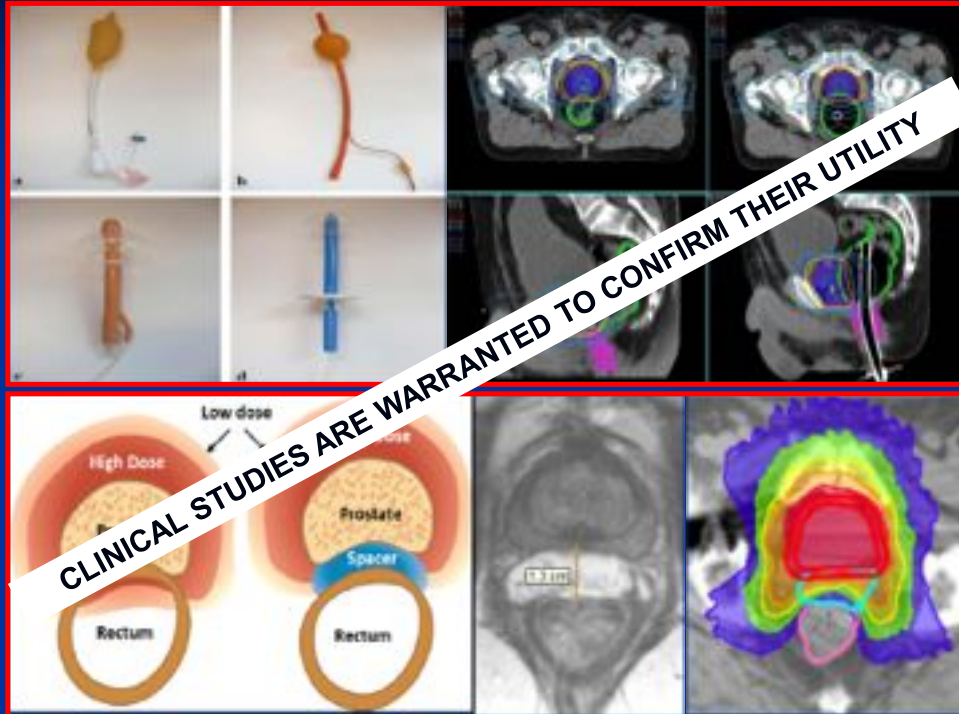 b
d
CLINICAL STUDIES ARE WARRANTED TO CONFIRM THEIR UTILITY
Low dose
High Dose
Prostate
Spacer
Rectum
Rectum